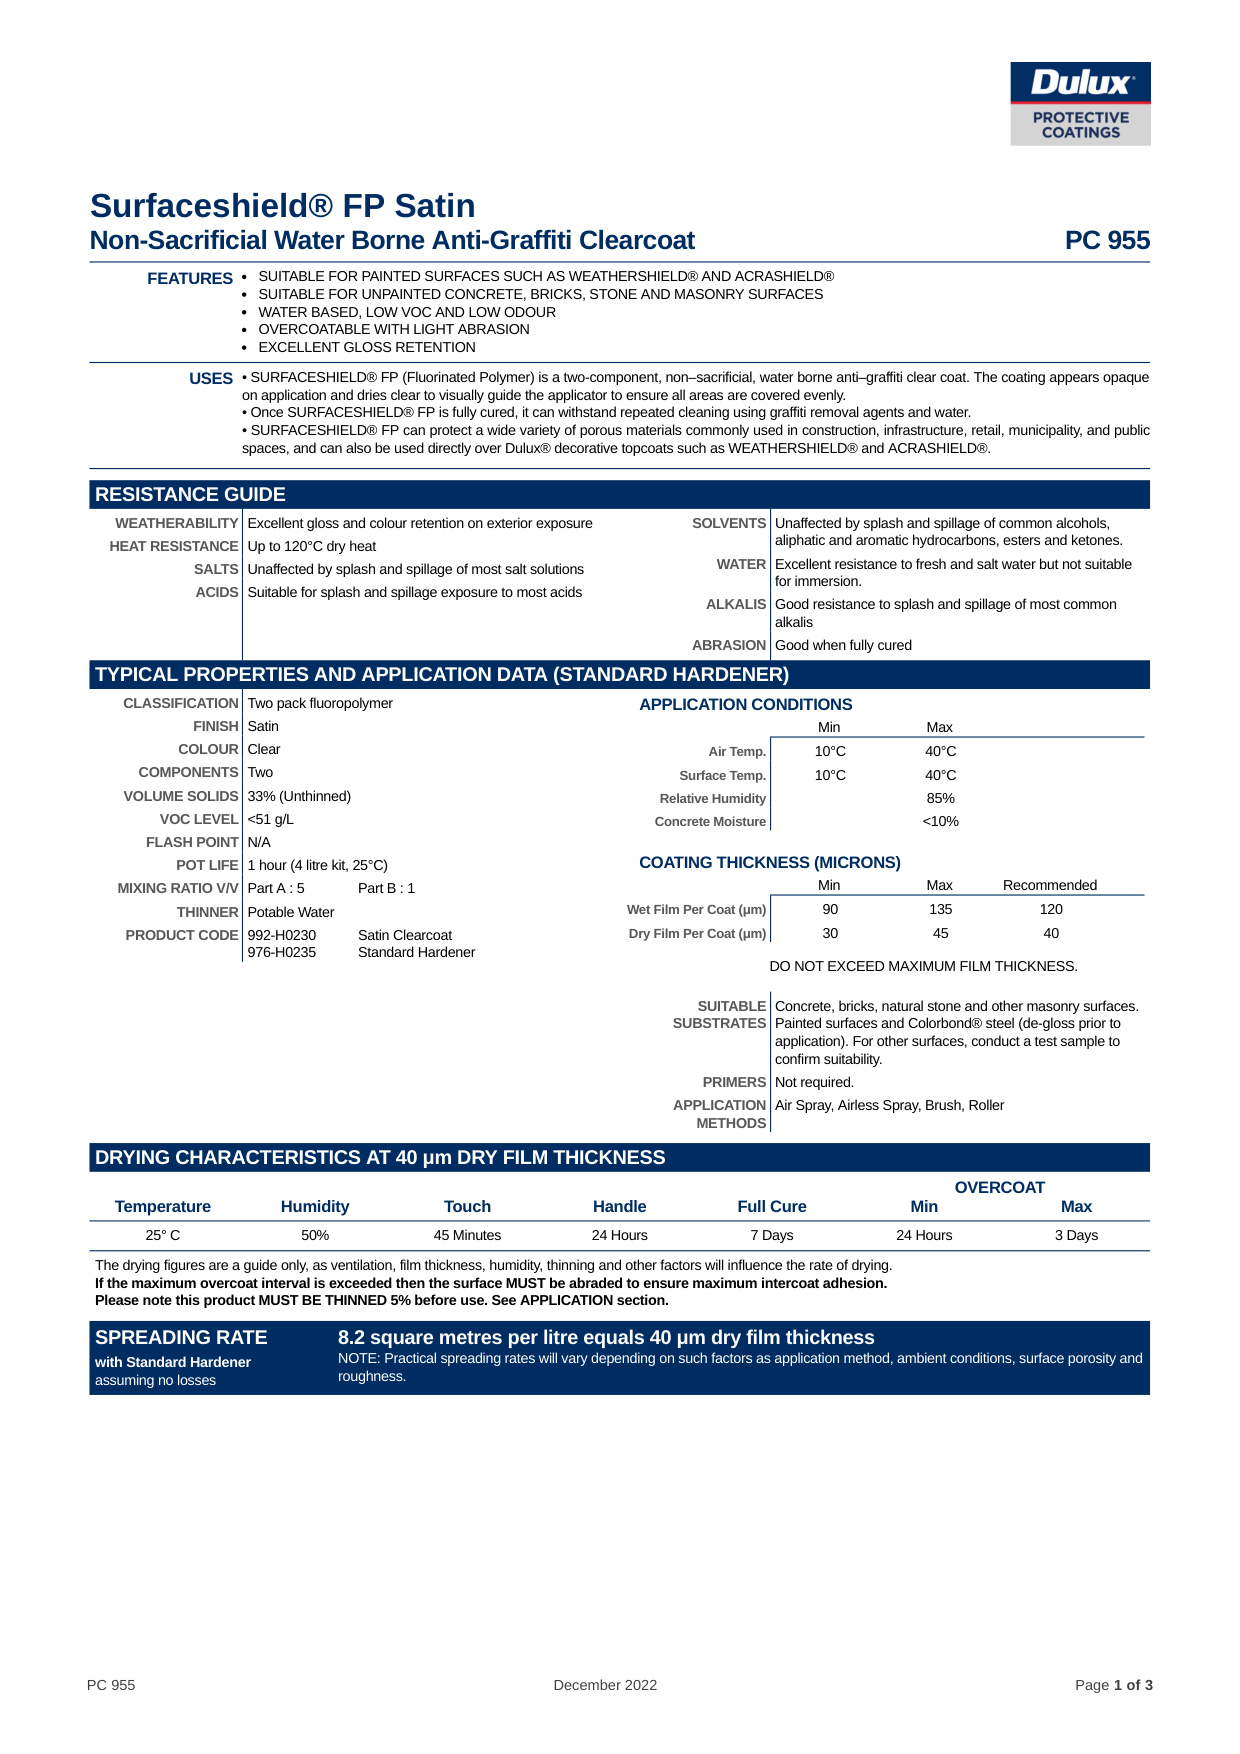 Dulux
PROTECTIVE
COATINGS
Surfaceshield® FP Satin
Non-Sacrificial Water Borne Anti-Graffiti Clearcoat PC 955
FEATURES • SUITABLE FOR PAINTED SURFACES SUCH AS WEATHERSHIELD® AND ACRASHIELD®
• SUITABLE FOR UNPAINTED CONCRETE, BRICKS, STONE AND MASONRY SURFACES
• WATER BASED, LOW VOC AND LOW ODOUR
• OVERCOATABLE WITH LIGHT ABRASION
• EXCELLENT GLOSS RETENTION
USES • SURFACESHIELD® FP (Fluorinated Polymer) is a two-component, non–sacrificial, water borne anti–graffiti clear coat. The coating appears opaque
on application and dries clear to visually guide the applicator to ensure all areas are covered evenly.
• Once SURFACESHIELD® FP is fully cured, it can withstand repeated cleaning using graffiti removal agents and water.
• SURFACESHIELD® FP can protect a wide variety of porous materials commonly used in construction, infrastructure, retail, municipality, and public
spaces, and can also be used directly over Dulux® decorative topcoats such as WEATHERSHIELD® and ACRASHIELD®.
RESISTANCE GUIDE
WEATHERABILITY Excellent gloss and colour retention on exterior exposure
HEAT RESISTANCE Up to 120°C dry heat
SALTS Unaffected by splash and spillage of most salt solutions
ACIDS Suitable for splash and spillage exposure to most acids
SOLVENTS Unaffected by splash and spillage of common alcohols,
aliphatic and aromatic hydrocarbons, esters and ketones.
WATER Excellent resistance to fresh and salt water but not suitable
for immersion.
ALKALIS Good resistance to splash and spillage of most common
alkalis
ABRASION Good when fully cured
TYPICAL PROPERTIES AND APPLICATION DATA (STANDARD HARDENER)
CLASSIFICATION Two pack fluoropolymer
FINISH Satin
COLOUR Clear
COMPONENTS Two
VOLUME SOLIDS 33% (Unthinned)
VOC LEVEL <51 g/L
FLASH POINT N/A
POT LIFE 1 hour (4 litre kit, 25°C)
MIXING RATIO V/V Part A : 5 Part B : 1
THINNER Potable Water
PRODUCT CODE 992-H0230 Satin Clearcoat
976-H0235 Standard Hardener
APPLICATION CONDITIONS
Min Max
Air Temp. 10°C 40°C
Surface Temp. 10°C 40°C
Relative Humidity 85%
Concrete Moisture <10%
COATING THICKNESS (MICRONS)
Min Max Recommended
Wet Film Per Coat (µm) 90 135 120
Dry Film Per Coat (µm) 30 45 40
DO NOT EXCEED MAXIMUM FILM THICKNESS.
SUITABLE Concrete, bricks, natural stone and other masonry surfaces.
SUBSTRATES Painted surfaces and Colorbond® steel (de-gloss prior to
application). For other surfaces, conduct a test sample to
confirm suitability.
PRIMERS Not required.
APPLICATION Air Spray, Airless Spray, Brush, Roller
METHODS
DRYING CHARACTERISTICS AT 40 µm DRY FILM THICKNESS
OVERCOAT
Temperature Humidity Touch Handle Full Cure Min Max
25° C 50% 45 Minutes 24 Hours 7 Days 24 Hours 3 Days
The drying figures are a guide only, as ventilation, film thickness, humidity, thinning and other factors will influence the rate of drying.
If the maximum overcoat interval is exceeded then the surface MUST be abraded to ensure maximum intercoat adhesion.
Please note this product MUST BE THINNED 5% before use. See APPLICATION section.
SPREADING RATE 8.2 square metres per litre equals 40 µm dry film thickness
with Standard Hardener
assuming no losses
NOTE: Practical spreading rates will vary depending on such factors as application method, ambient conditions, surface porosity and
roughness.
PC 955 December 2022 Page 1 of 3